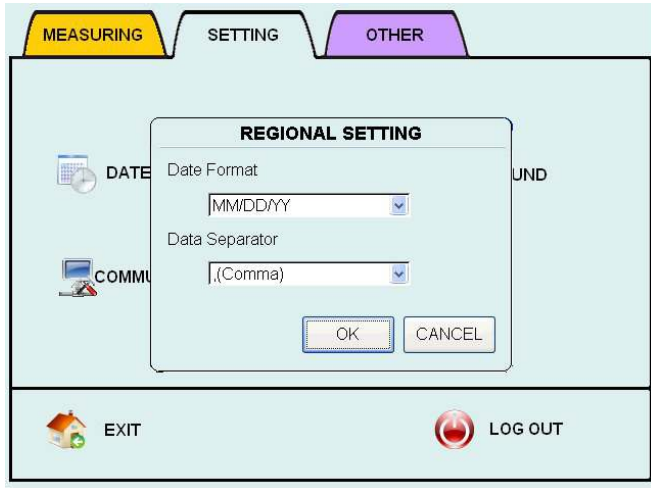 MEASURING SETTING OTHER
REGIONAL SETTING
DATE Date Format UND
MM/DD/YY
Data Separator
COMMU ,(Comma)
OK CANCEL
EXIT LOG OUT